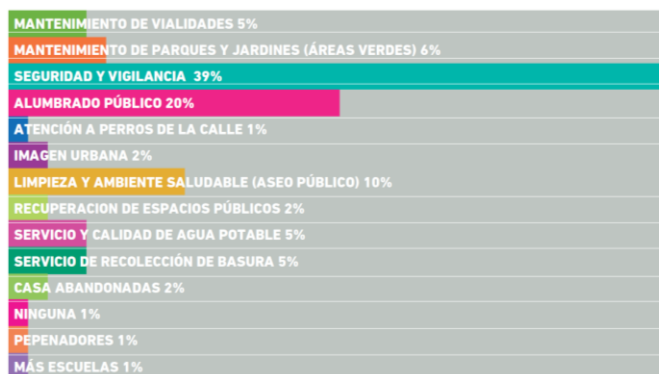 MANTENIMIENTO DE VIALIDADES 5%
MANTENIMIENTO DE PARQUES Y JARDINES (ÁREAS VERDES) 6%
SEGURIDAD Y VIGILANCIA 39%
ALUMBRADO PÚBLICO 20%
ATENCIÓN A PERROS DE LA CALLE 1%
IMAGEN URBANA 2%
LIMPIEZA Y AMBIENTE SALUDABLE (ASEO PÚBLICO) 10%
RECUPERACION DE ESPACIOS PÚBLICOS 2%
SERVICIO Y CALIDAD DE AGUA POTABLE 5%
SERVICIO DE RECOLECCIÓN DE BASURA 5%
CASA ABANDONADAS 2%
NINGUNA 1%
PEPENADORES 1%
MÁS ESCUELAS 1%